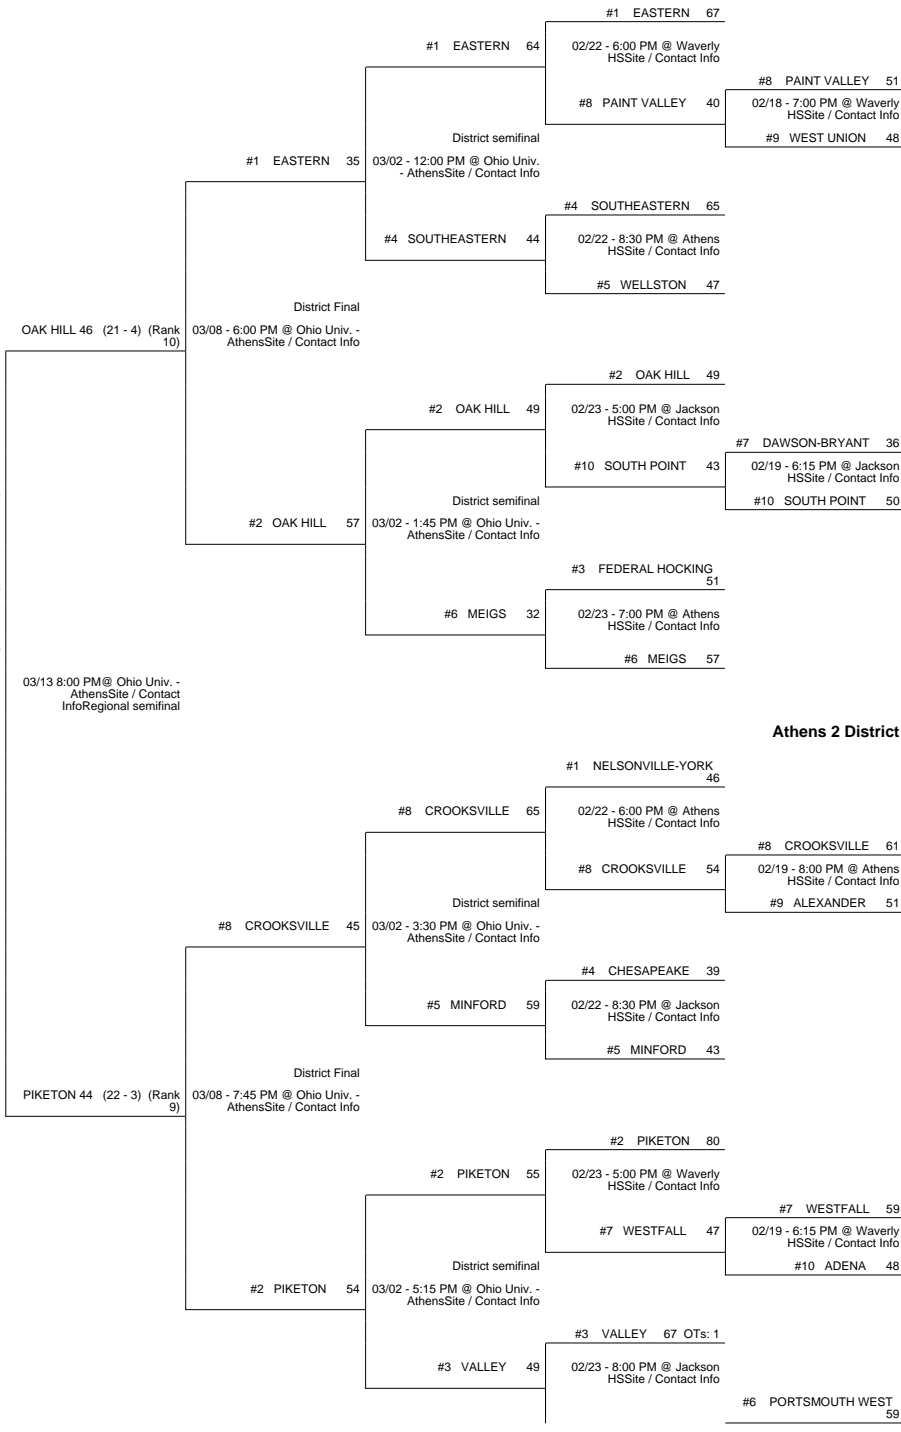 #1 EASTERN 67
#1 EASTERN 64
02/22 - 6:00 PM @ Waverly
HSSite / Contact Info
#8 PAINT VALLEY 51
#8 PAINT VALLEY 40
02/18 - 7:00 PM @ Waverly
HSSite / Contact Info
District semifinal
#9 WEST UNION 48
#1 EASTERN 35
03/02 - 12:00 PM @ Ohio Univ.
- AthensSite / Contact Info
#4 SOUTHEASTERN 65
#4 SOUTHEASTERN 44
02/22 - 8:30 PM @ Athens
HSSite / Contact Info
#5 WELLSTON 47
District Final
OAK HILL 46 (21 - 4) (Rank
10)
03/08 - 6:00 PM @ Ohio Univ. -
AthensSite / Contact Info
#2 OAK HILL 49
#2 OAK HILL 49
02/23 - 5:00 PM @ Jackson
HSSite / Contact Info
#7 DAWSON-BRYANT 36
#10 SOUTH POINT 43
02/19 - 6:15 PM @ Jackson
HSSite / Contact Info
District semifinal
#10 SOUTH POINT 50
#2 OAK HILL 57
03/02 - 1:45 PM @ Ohio Univ. -
AthensSite / Contact Info
#3 FEDERAL HOCKING
51
#6 MEIGS 32
02/23 - 7:00 PM @ Athens
HSSite / Contact Info
#6 MEIGS 57
03/13 8:00 PM@ Ohio Univ. -
AthensSite / Contact
InfoRegional semifinal
Athens 2 District
#1 NELSONVILLE-YORK
46
#8 CROOKSVILLE 65
02/22 - 6:00 PM @ Athens
HSSite / Contact Info
#8 CROOKSVILLE 61
#8 CROOKSVILLE 54
02/19 - 8:00 PM @ Athens
HSSite / Contact Info
District semifinal
#9 ALEXANDER 51
#8 CROOKSVILLE 45
03/02 - 3:30 PM @ Ohio Univ. -
AthensSite / Contact Info
#4 CHESAPEAKE 39
#5 MINFORD 59
02/22 - 8:30 PM @ Jackson
HSSite / Contact Info
#5 MINFORD 43
District Final
PIKETON 44 (22 - 3) (Rank
9)
03/08 - 7:45 PM @ Ohio Univ. -
AthensSite / Contact Info
#2 PIKETON 80
#2 PIKETON 55
02/23 - 5:00 PM @ Waverly
HSSite / Contact Info
#7 WESTFALL 59
#7 WESTFALL 47
02/19 - 6:15 PM @ Waverly
HSSite / Contact Info
District semifinal
#10 ADENA 48
#2 PIKETON 54
03/02 - 5:15 PM @ Ohio Univ. -
AthensSite / Contact Info
#3 VALLEY 67 OTs: 1
#3 VALLEY 49
02/23 - 8:00 PM @ Jackson
HSSite / Contact Info
#6 PORTSMOUTH WEST
59